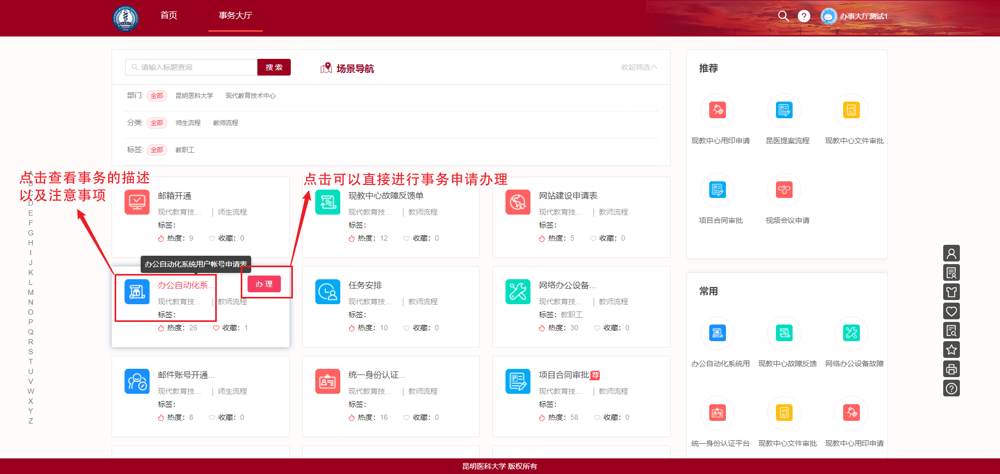 首页
事务大厅
办事大厅测试1
请输入标题查询
搜 索
场景导航
收起筛选
部门:
全部
昆明医科大学
现代教育技术中心
分类:
全部
师生流程
教师流程
标签:
全部
教职工
点击查看事务的描述
以及注意事项
点击可以直接进行事务申请办理
A
B
C
D
E
F
G
H
I
J
K
L
M
N
O
P
Q
R
S
T
U
V
W
X
Y
Z
邮箱开通
现代教育技... | 师生流程
标签:
热度: 9 收藏: 0
现教中心故障反馈单
现代教育技... | 教师流程
标签:
热度: 12 收藏: 0
网站建设申请表
现代教育技... | 教师流程
标签:
热度: 5 收藏: 0
办公自动化系统用户帐号申请表
办公自动化系...
办 理
现代教育技... | 教师流程
标签:
热度: 26 收藏: 1
任务安排
现代教育技... | 教师流程
标签:
热度: 10 收藏: 0
网络办公设备...
现代教育技... | 教师流程
标签: 教职工
热度: 30 收藏: 0
邮件账号开通...
现代教育技... | 师生流程
标签:
热度: 8 收藏: 0
统一身份认证...
现代教育技... | 教师流程
标签:
热度: 16 收藏: 0
项目合同审批 荐
现代教育技... | 教师流程
标签:
热度: 58 收藏: 0
推荐
现教中心用印申请
昆医提案流程
现教中心文件审批
项目合同审批
视频会议申请
常用
办公自动化系统用
现教中心故障反馈
网络办公设备故障
统一身份认证平台
现教中心文件审批
现教中心用印申请
昆明医科大学 版权所有